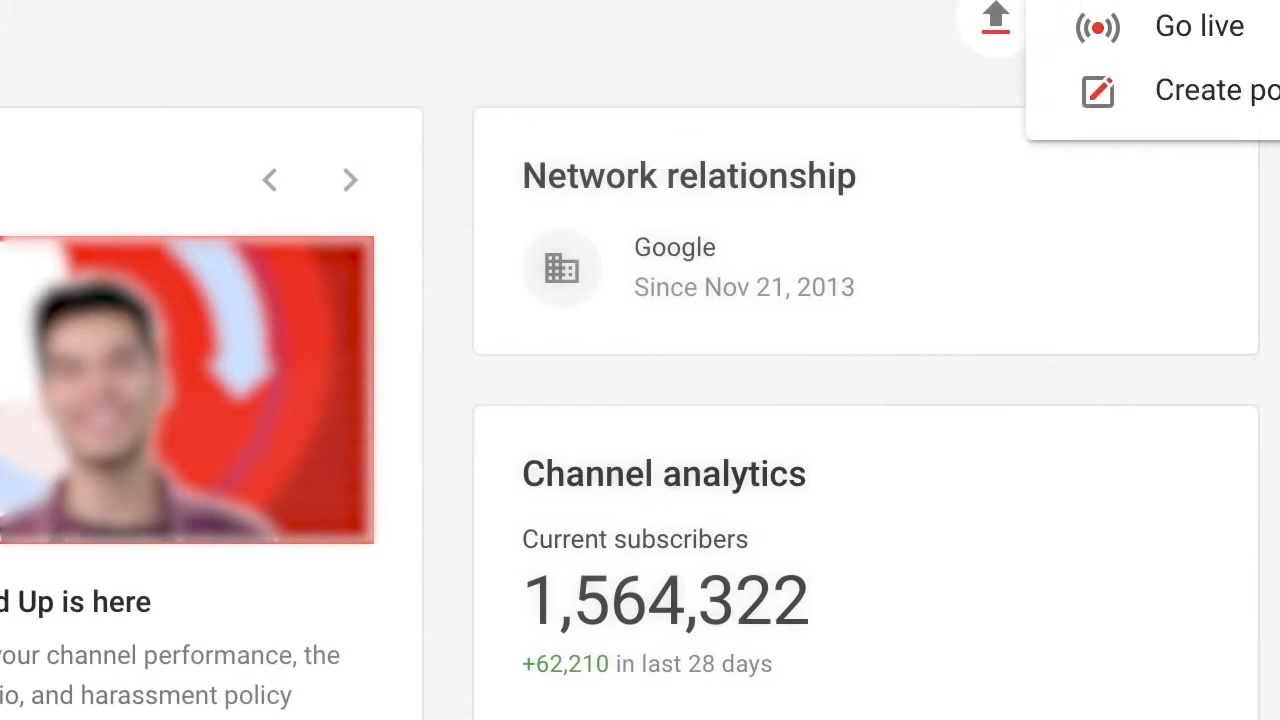 Go live
Create po
Network relationship
Google
Since Nov 21, 2013
Channel analytics
Current subscribers
1,564,322
+62,210 in last 28 days
d Up is here
your channel performance, the
io, and harassment policy